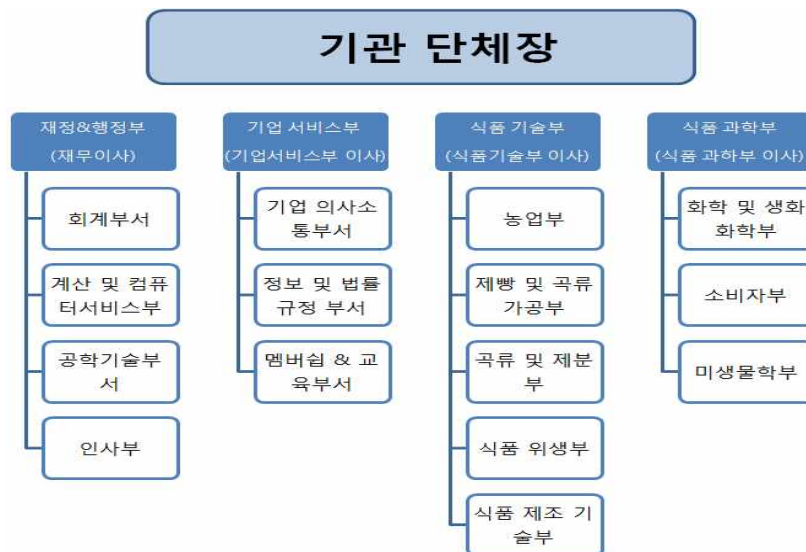 기관 단체장
재정&행정부
(재무이사)
회계부서
계산 및 컴퓨
터서비스부
공학기술부
서
인사부
기업 서비스부
(기업서비스부 이사)
기업 의사소
통부서
정보 및 법률
규정 부서
멤버쉽 & 교
육부서
식품 기술부
(식품기술부 이사)
농업부
제빵 및 곡류
가공부
곡류 및 제분
부
식품 위생부
식품 제조 기
술부
식품 과학부
(식품 과하부 이사)
화학 및 생화
화학부
소비자부
미생물학부